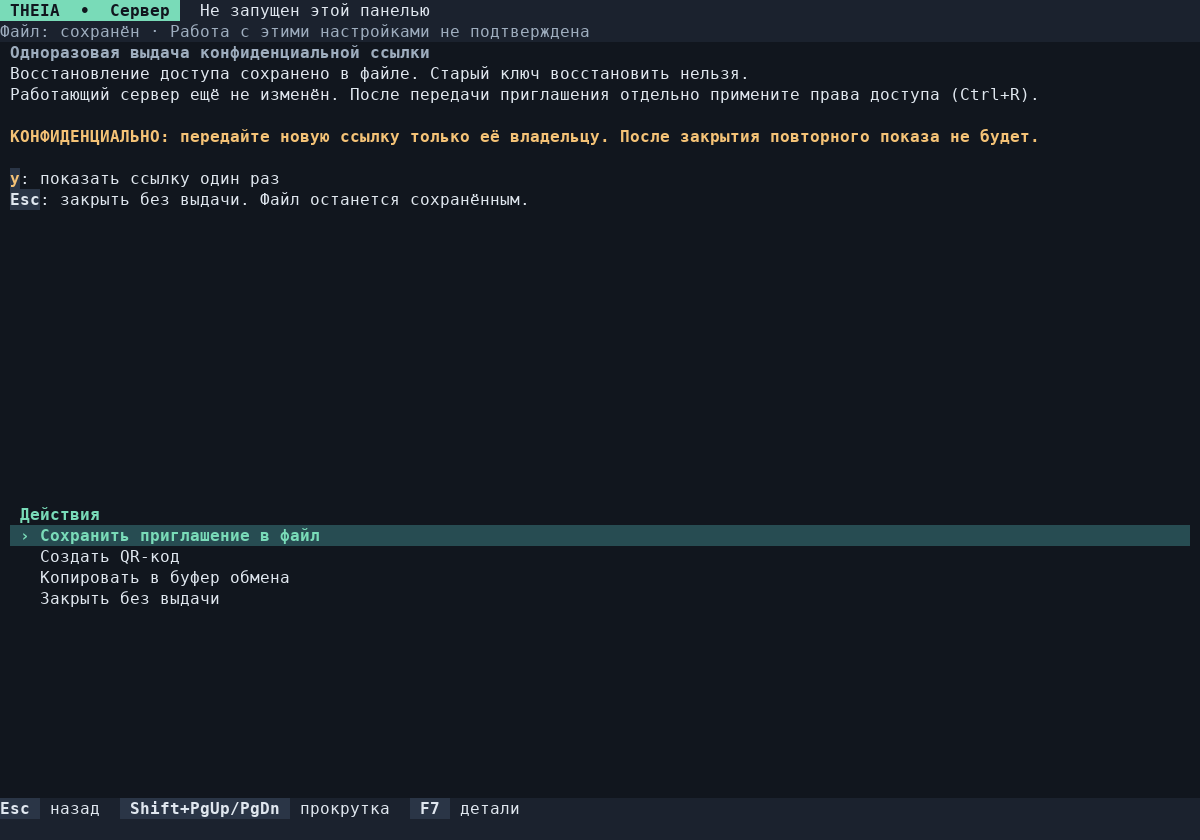 THEIA • Сервер Не запущен этой панелью
Файл: сохранён · Работа с этими настройками не подтверждена
Одноразовая выдача конфиденциальной ссылки
Восстановление доступа сохранено в файле. Старый ключ восстановить нельзя.
Работающий сервер ещё не изменён. После передачи приглашения отдельно примените права доступа (Ctrl+R).
КОНФИДЕНЦИАЛЬНО: передайте новую ссылку только её владельцу. После закрытия повторного показа не будет.
y: показать ссылку один раз
Esc: закрыть без выдачи. Файл останется сохранённым.
Действия
› Сохранить приглашение в файл
Создать QR-код
Копировать в буфер обмена
Закрыть без выдачи
Esc назад Shift+PgUp/PgDn прокрутка F7 детали